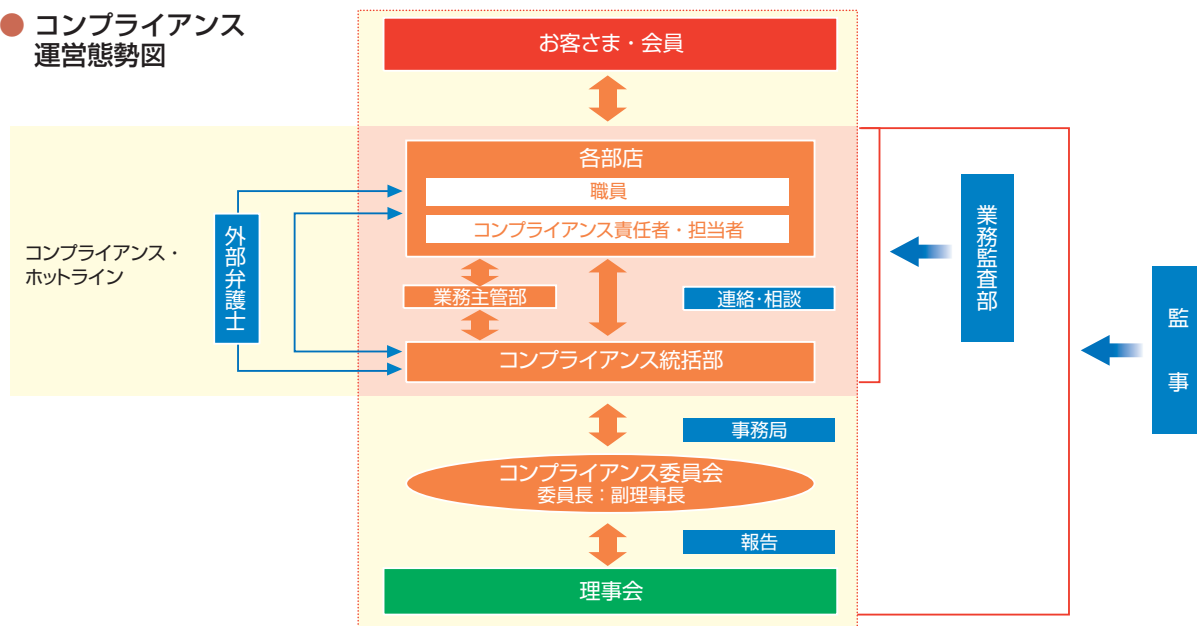 ● コンプライアンス
運営態勢図
お客さま・会員
各部店
職員
コンプライアンス責任者・担当者
コンプライアンス・
ホットライン
外部弁護士
業務主管部
連絡・相談
コンプライアンス統括部
業務監査部
監事
事務局
コンプライアンス委員会
委員長：副理事長
報告
理事会